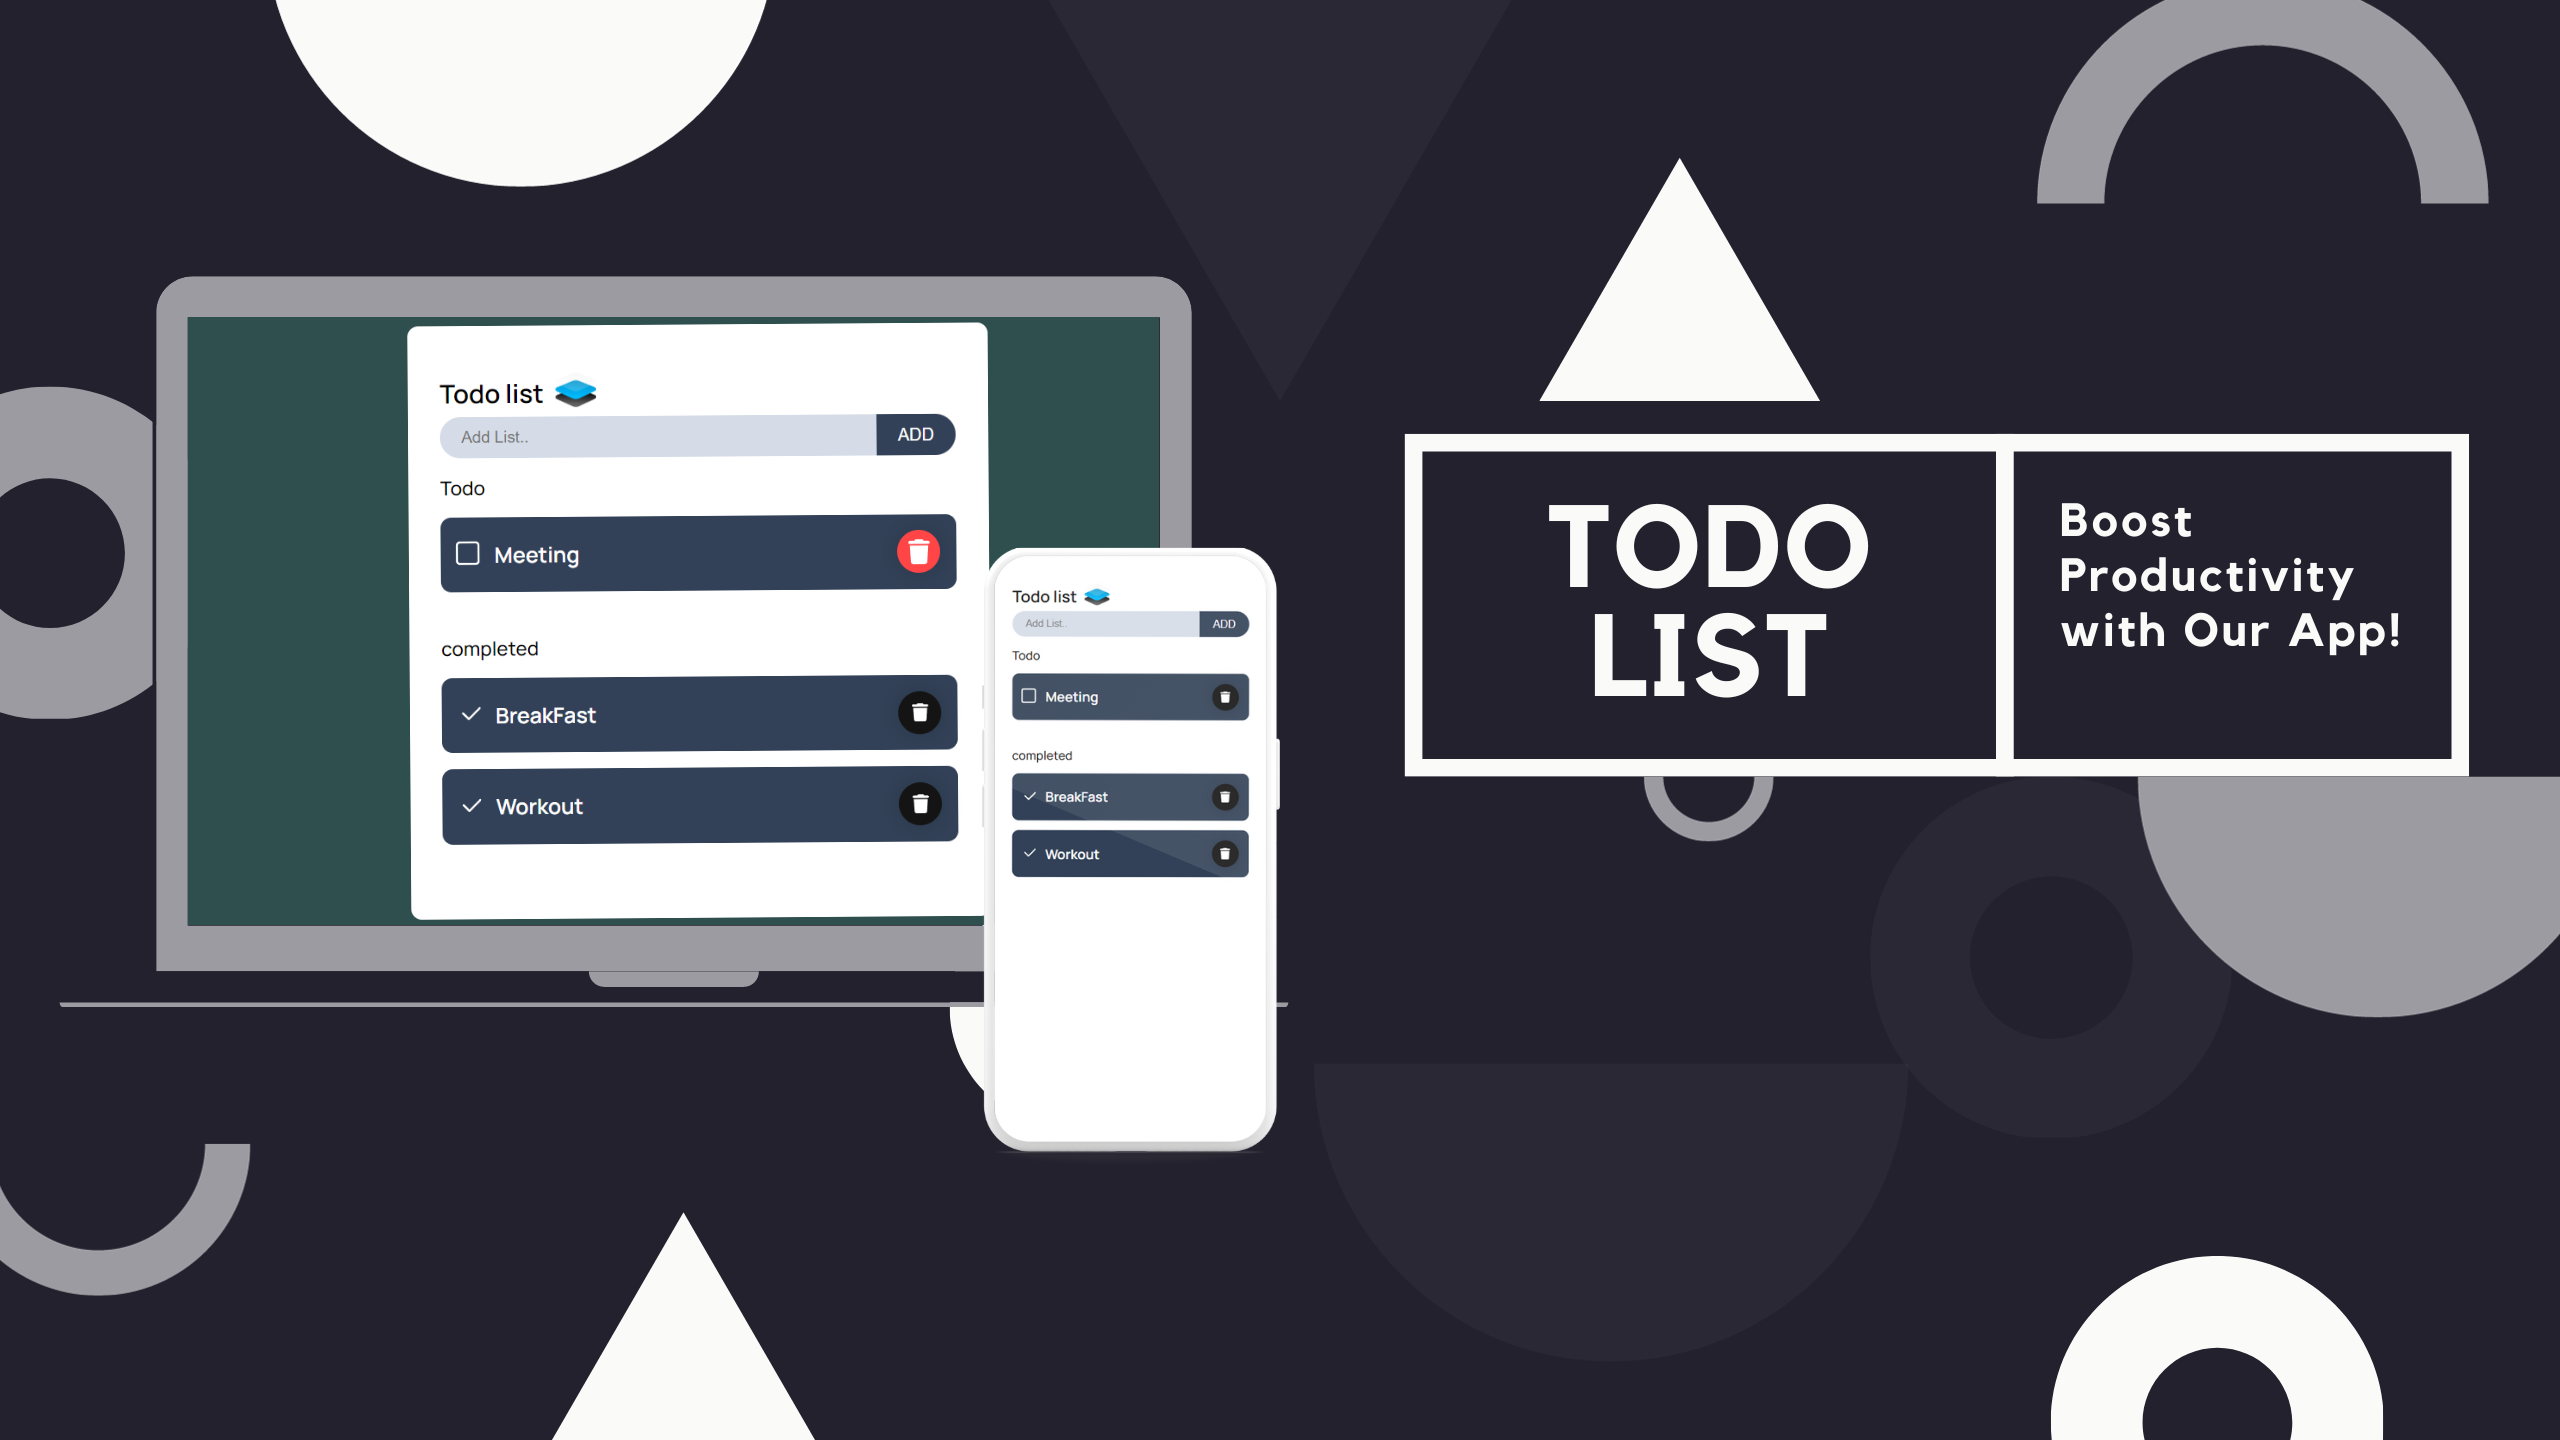 Todo list
Add List..
ADD
Todo
Meeting
completed
BreakFast
Workout
Todo list
Add List..
ADD
Todo
Meeting
completed
BreakFast
Workout
TODO
LIST
Boost
Productivity
with Our App!